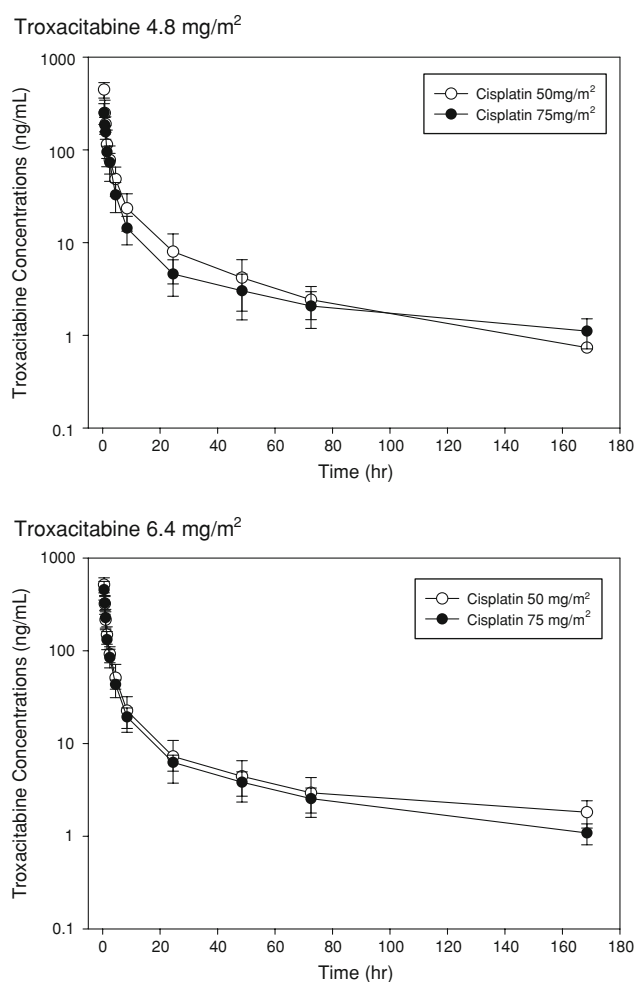 Troxacitabine 4.8 mg/m²
Troxacitabine Concentrations (ng/mL)
1000
100
10
1
0.1
Cisplatin 50mg/m²
Cisplatin 75mg/m²
0 20 40 60 80 100 120 140 160 180
Time (hr)
Troxacitabine 6.4 mg/m²
Troxacitabine Concentrations (ng/mL)
1000
100
10
1
0.1
Cisplatin 50 mg/m²
Cisplatin 75 mg/m²
0 20 40 60 80 100 120 140 160 180
Time (hr)